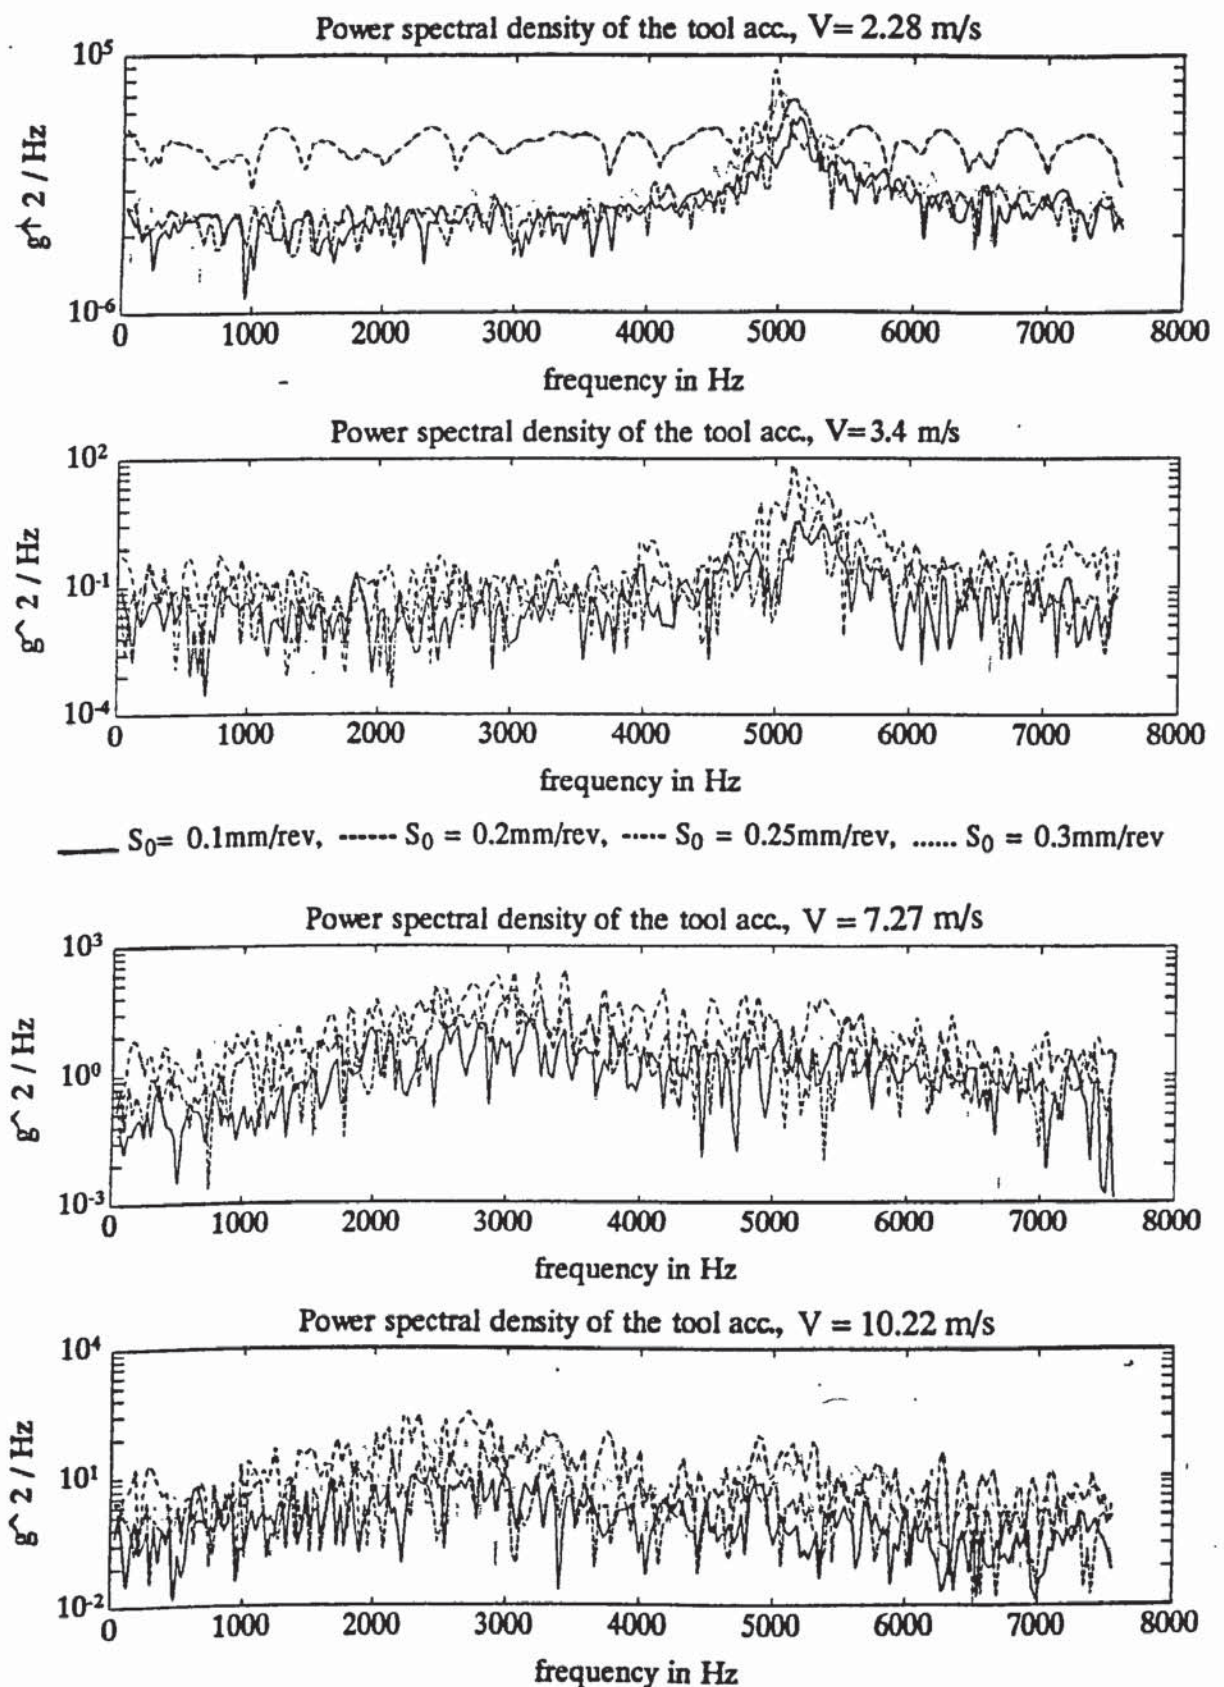 Power spectral density of the tool acc., V= 2.28 m/s
10^5
g^ 2 / Hz
10^-6
0 1000 2000 3000 4000 5000 6000 7000 8000
frequency in Hz
Power spectral density of the tool acc., V=3.4 m/s
10^2
g^ 2 / Hz
10^-1
10^-4
0 1000 2000 3000 4000 5000 6000 7000 8000
frequency in Hz
S₀= 0.1mm/rev, ------ S₀ = 0.2mm/rev, -·-·-· S₀ = 0.25mm/rev, ...... S₀ = 0.3mm/rev
Power spectral density of the tool acc., V = 7.27 m/s
10^3
g^ 2 / Hz
10^0
10^-3
0 1000 2000 3000 4000 5000 6000 7000 8000
frequency in Hz
Power spectral density of the tool acc., V = 10.22 m/s
10^4
g^ 2 / Hz
10^1
10^-2
0 1000 2000 3000 4000 5000 6000 7000 8000
frequency in Hz